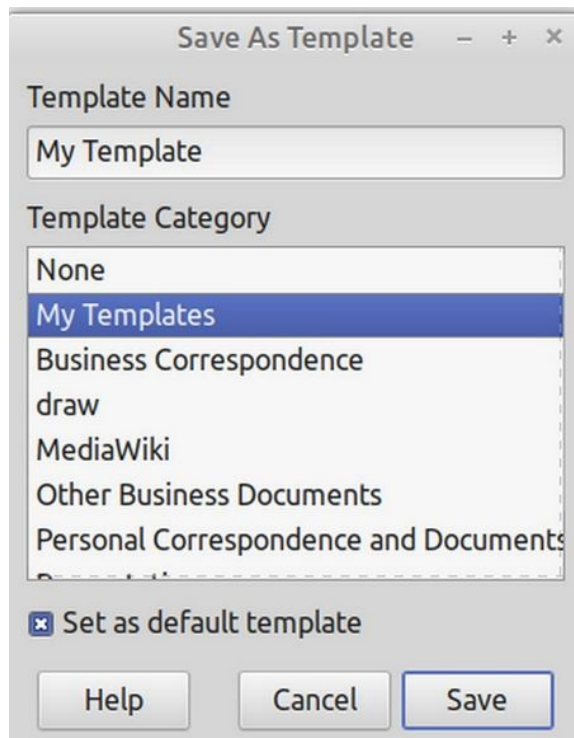 Save As Template
Template Name
My Template
Template Category
None
My Templates
Business Correspondence
draw
MediaWiki
Other Business Documents
Personal Correspondence and Documents
Set as default template
Help Cancel Save